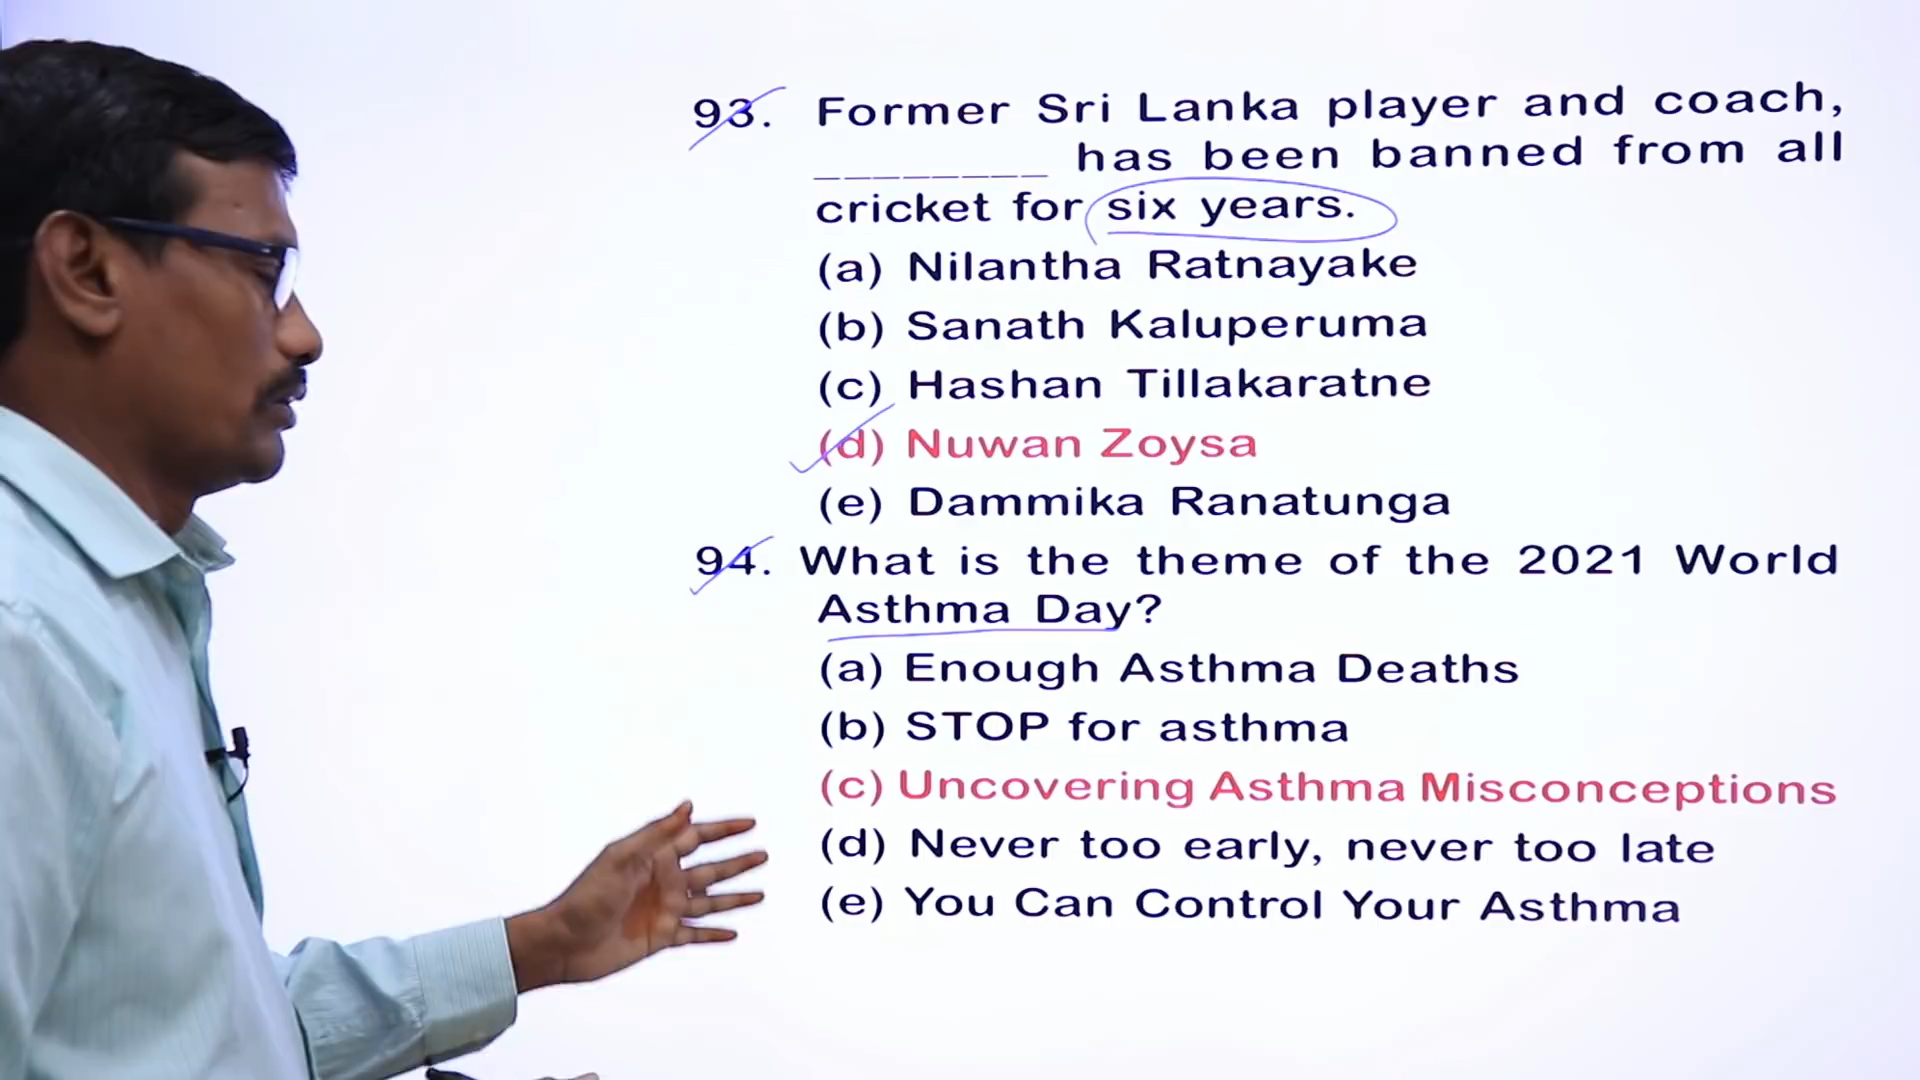 93. Former Sri Lanka player and coach,
________ has been banned from all
cricket for six years.
(a) Nilantha Ratnayake
(b) Sanath Kaluperuma
(c) Hashan Tillakaratne
(d) Nuwan Zoysa
(e) Dammika Ranatunga
94. What is the theme of the 2021 World
Asthma Day?
(a) Enough Asthma Deaths
(b) STOP for asthma
(c) Uncovering Asthma Misconceptions
(d) Never too early, never too late
(e) You Can Control Your Asthma